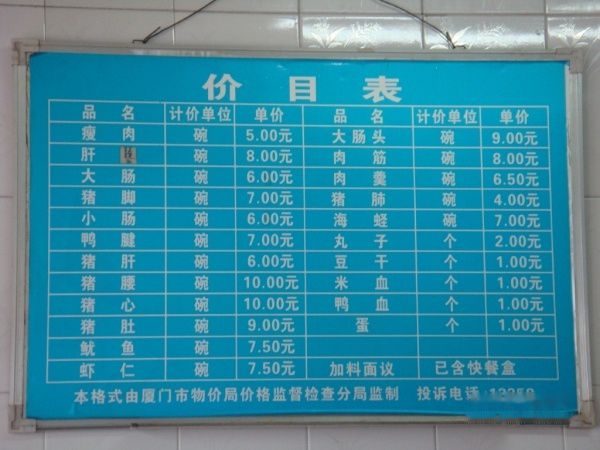 价目表
品名 计价单位 单价 品名 计价单位 单价
瘦肉 碗 5.00元 大肠头 碗 9.00元
肝 碗 8.00元 肉筋 碗 8.00元
大肠 碗 6.00元 肉羹 碗 6.50元
猪脚 碗 7.00元 猪肺 碗 4.00元
小肠 碗 6.00元 海蛏 碗 7.00元
鸭腱 碗 7.00元 丸子 个 2.00元
猪肝 碗 6.00元 豆干 个 1.00元
猪腰 碗 10.00元 米血 个 1.00元
猪心 碗 10.00元 鸭血 个 1.00元
猪肚 碗 9.00元 蛋 个 1.00元
鱿鱼 碗 7.50元
虾仁 碗 7.50元 加料面议 已含快餐盒
本格式由厦门市物价局价格监督检查分局监制 投诉电话:12358